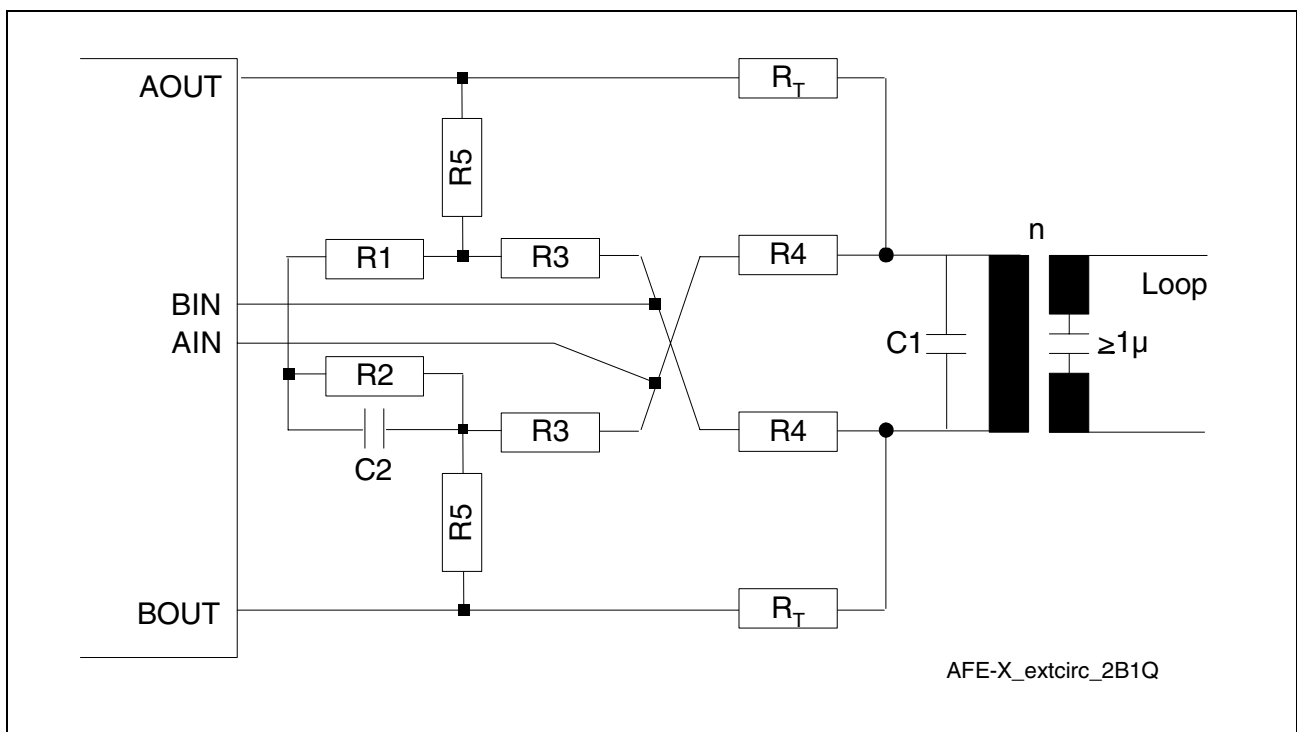 AOUT
R_T
R5
n
R1
R3
R4
BIN
Loop
AIN
C1
≥1µ
R2
R3
R4
C2
R5
BOUT
R_T
AFE-X_extcirc_2B1Q